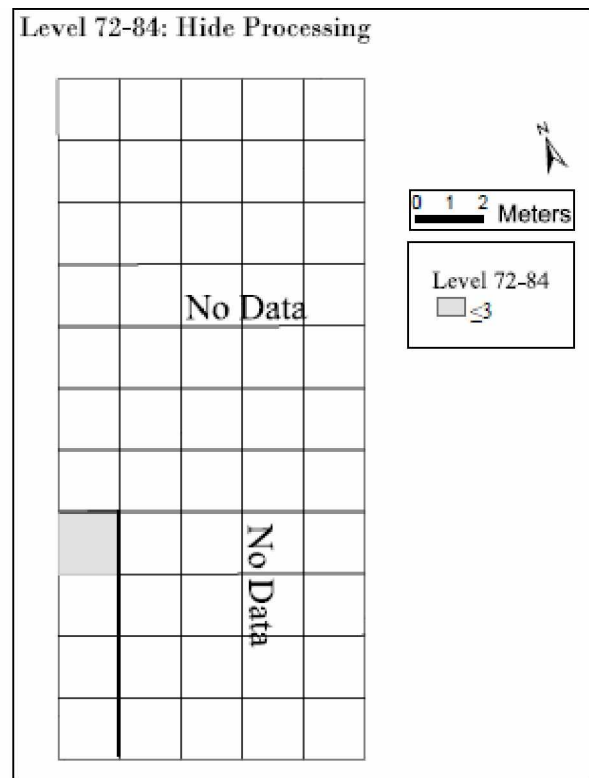 Level 72-84: Hide Processing
N
0 1 2
Meters
Level 72-84
≤3
No Data
No Data